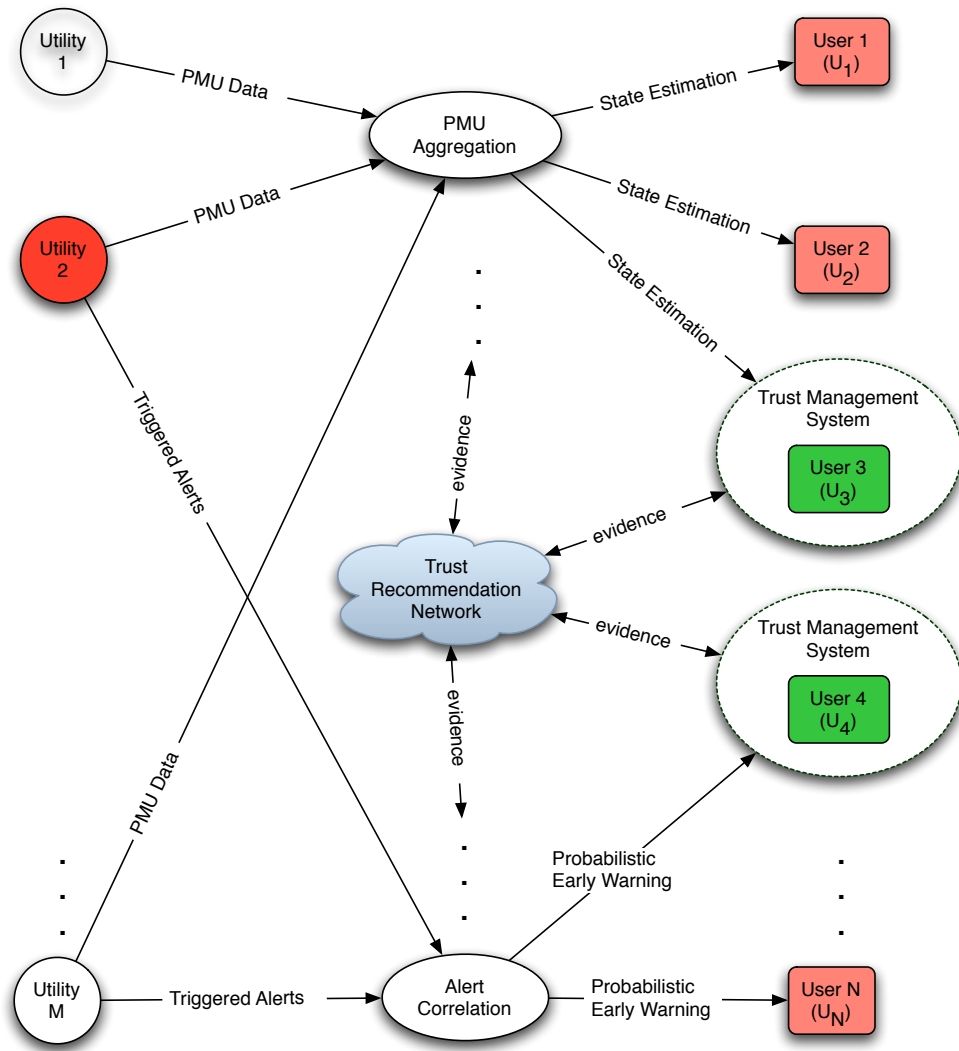 Utility
1
PMU Data
PMU
Aggregation
State Estimation
User 1
(U1)
Utility
2
PMU Data
State Estimation
User 2
(U2)
State Estimation
Triggered Alerts
evidence
Trust Management
System
User 3
(U3)
evidence
Trust
Recommendation
Network
evidence
Trust Management
System
User 4
(U4)
evidence
PMU Data
Probabilistic
Early Warning
Utility
M
Triggered Alerts
Alert
Correlation
Probabilistic
Early Warning
User N
(UN)